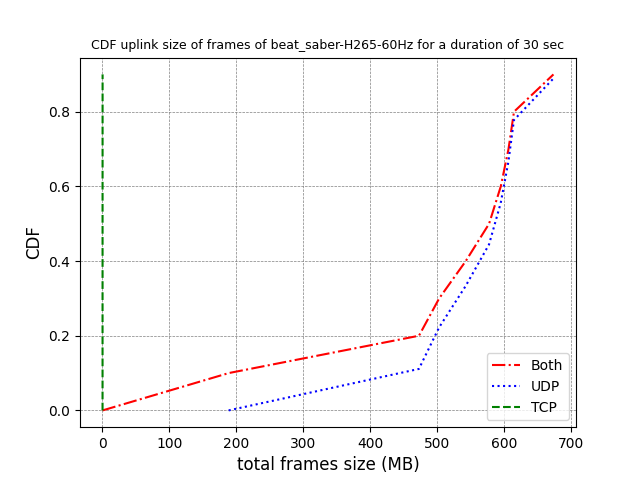 CDF uplink size of frames of beat_saber-H265-60Hz for a duration of 30 sec
CDF
0.8
0.6
0.4
0.2
0.0
Both
UDP
TCP
0 100 200 300 400 500 600 700
total frames size (MB)